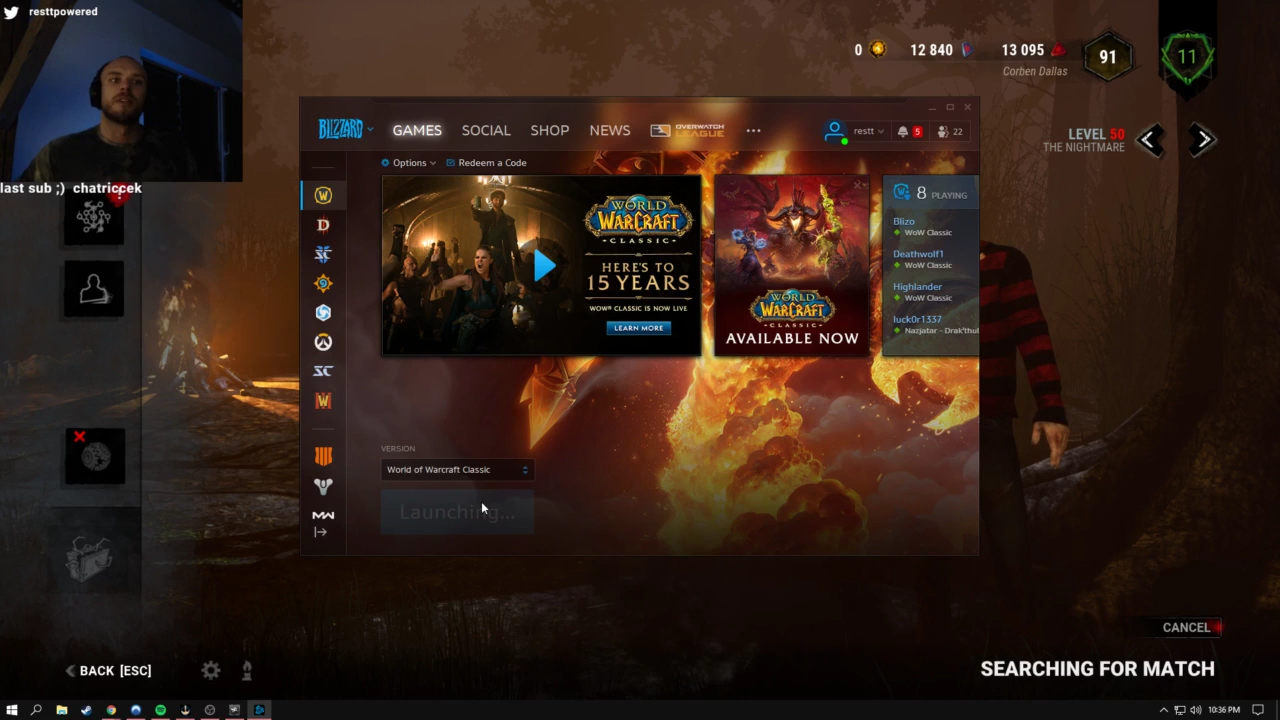 resttpowered
last sub ;) chatriccek
0
12 840
13 095
Corben Dallas
91
11
LEVEL 50
THE NIGHTMARE
BLIZZARD
GAMES
SOCIAL
SHOP
NEWS
OVERWATCH
LEAGUE
restt
5
22
Options
Redeem a Code
WORLD
WARCRAFT
CLASSIC
HERE'S TO
15 YEARS
WOW® CLASSIC IS NOW LIVE
LEARN MORE
WORLD
WARCRAFT
CLASSIC
AVAILABLE NOW
8 PLAYING
Blizo
WoW Classic
Deathwolf1
WoW Classic
Highlander
WoW Classic
luck0r1337
Nazjatar - Drak'thul
VERSION
World of Warcraft Classic
Launching...
CANCEL
SEARCHING FOR MATCH
BACK [ESC]
10:36 PM